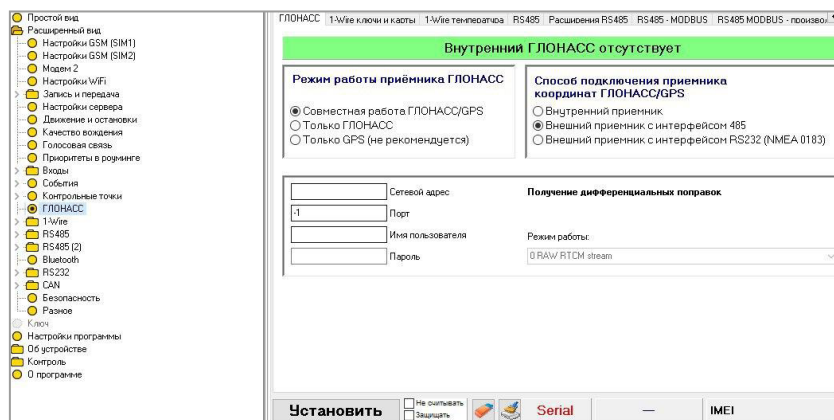 Простой вид
Расширенный вид
Настройки GSM (SIM1)
Настройки GSM (SIM2)
Модем 2
Настройки WiFi
Запись и передача
Настройки сервера
Движение и остановки
Качество вождения
Голосовая связь
Приоритеты в роуминге
Входы
События
Контрольные точки
ГЛОНАСС
1-Wire
RS485
RS485 (2)
Bluetooth
RS232
CAN
Безопасность
Разное
Ключ
Настройки программы
Об устройстве
Контроль
О программе
ГЛОНАСС 1-Wire ключи и карты 1-Wire температура RS485 Расширения RS485 RS485 - MODBUS RS485 MODBUS - произвол
Внутренний ГЛОНАСС отсутствует
Режим работы приёмника ГЛОНАСС
Совместная работа ГЛОНАСС/GPS
Только ГЛОНАСС
Только GPS (не рекомендуется)
Способ подключения приемника
координат ГЛОНАСС/GPS
Внутренний приемник
Внешний приемник с интерфейсом 485
Внешний приемник с интерфейсом RS232 (NMEA 0183)
Сетевой адрес
-1 Порт
Имя пользователя
Пароль
Получение дифференциальных поправок
Режим работы:
0 RAW RTCM stream
Установить
Не считывать
Защищать
Serial
—
IMEI